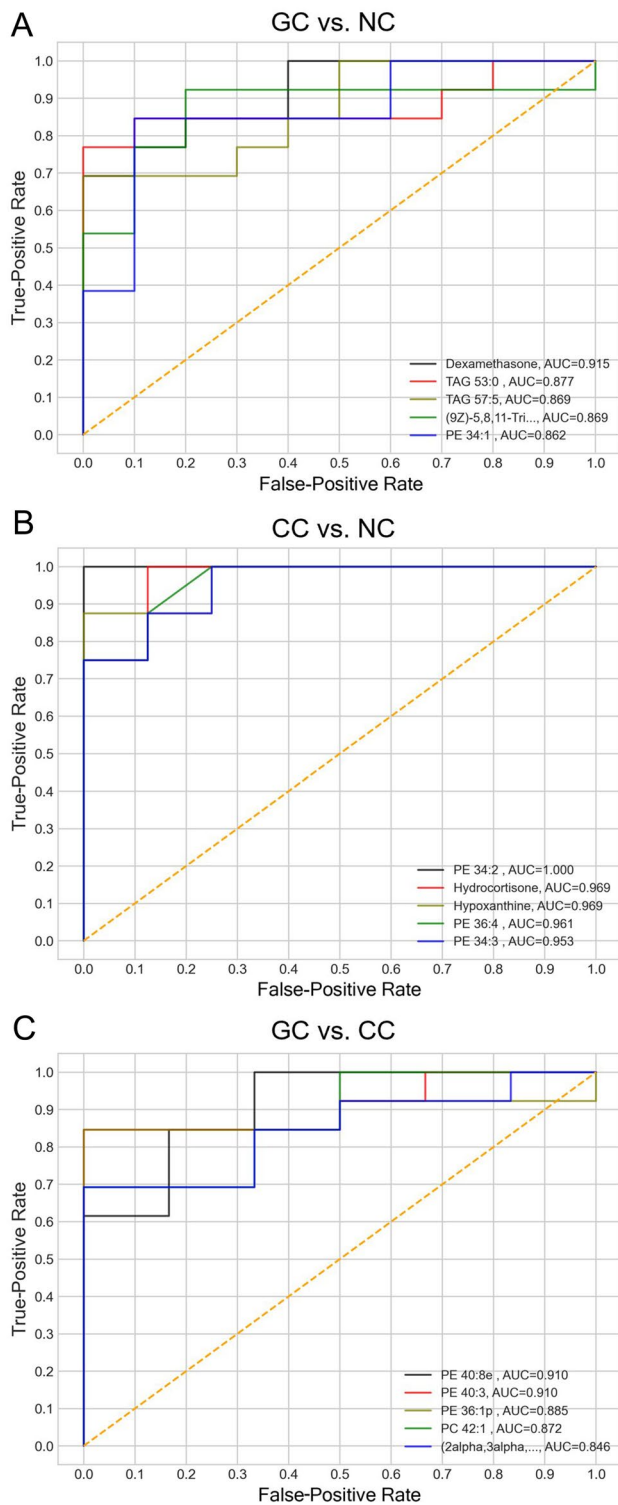 A
GC vs. NC
True-Positive Rate
1.0
0.9
0.8
0.7
0.6
0.5
0.4
0.3
0.2
0.1
0.0
Dexamethasone, AUC=0.915
TAG 53:0 , AUC=0.877
TAG 57:5, AUC=0.869
(9Z)-5,8,11-Tri..., AUC=0.869
PE 34:1 , AUC=0.862
0.0 0.1 0.2 0.3 0.4 0.5 0.6 0.7 0.8 0.9 1.0
False-Positive Rate
B
CC vs. NC
True-Positive Rate
1.0
0.9
0.8
0.7
0.6
0.5
0.4
0.3
0.2
0.1
0.0
PE 34:2 , AUC=1.000
Hydrocortisone, AUC=0.969
Hypoxanthine, AUC=0.969
PE 36:4 , AUC=0.961
PE 34:3 , AUC=0.953
0.0 0.1 0.2 0.3 0.4 0.5 0.6 0.7 0.8 0.9 1.0
False-Positive Rate
C
GC vs. CC
True-Positive Rate
1.0
0.9
0.8
0.7
0.6
0.5
0.4
0.3
0.2
0.1
0.0
PE 40:8e , AUC=0.910
PE 40:3, AUC=0.910
PE 36:1p , AUC=0.885
PC 42:1 , AUC=0.872
(2alpha,3alpha,..., AUC=0.846
0.0 0.1 0.2 0.3 0.4 0.5 0.6 0.7 0.8 0.9 1.0
False-Positive Rate